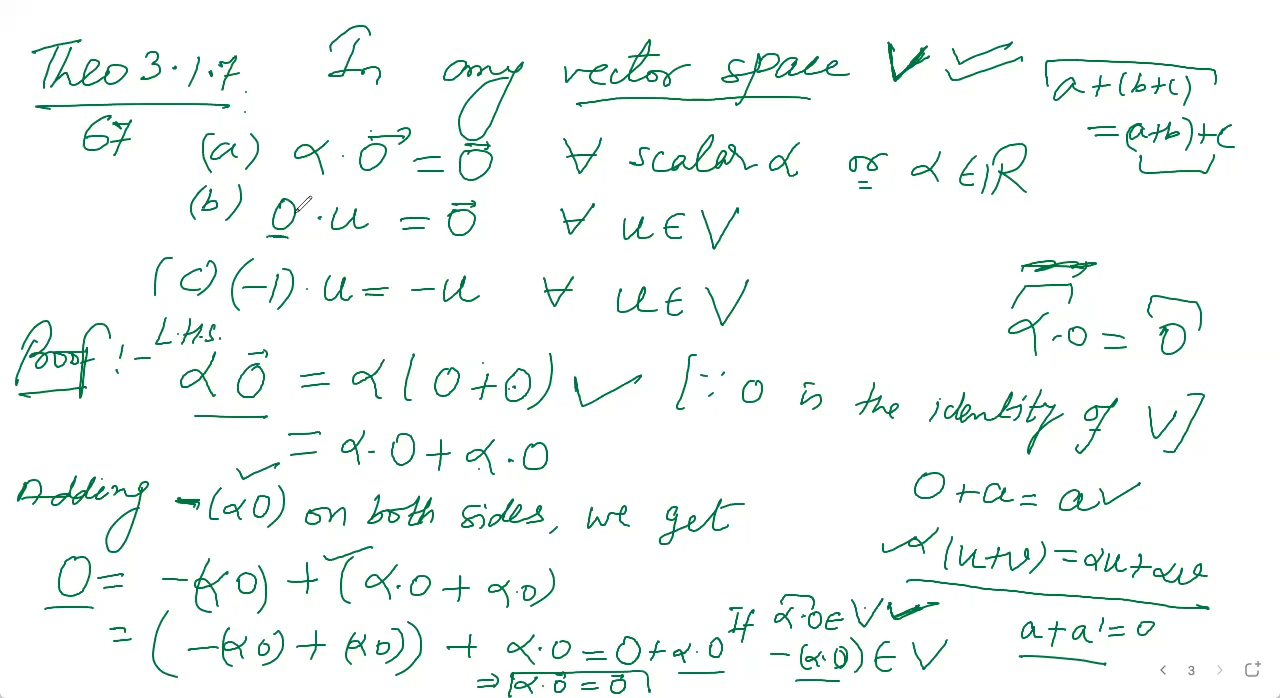 Theo 3.1.7. In any vector space V
67
a+(b+c)
=(a+b)+c
(a) α·0⃗ = 0⃗ ∀ scalar α or α ∈ ℝ
(b) 0·u = 0⃗ ∀ u ∈ V
(c) (-1)·u = -u ∀ u ∈ V
α·0 = 0
Proof :- L.H.S.
α0⃗ = α(0+0) [∵ 0 is the identity of V]
= α·0+α·0
0+a = a
Adding -(α0) on both sides, we get
α(u+v) = αu+αv
0 = -(α0) + (α·0 + α·0)
a+a' = 0
= (-(α0) + (α0)) + α·0 = 0+α·0
If α·0 ∈ V
-(α·0) ∈ V
⇒ α·0⃗ = 0⃗
3